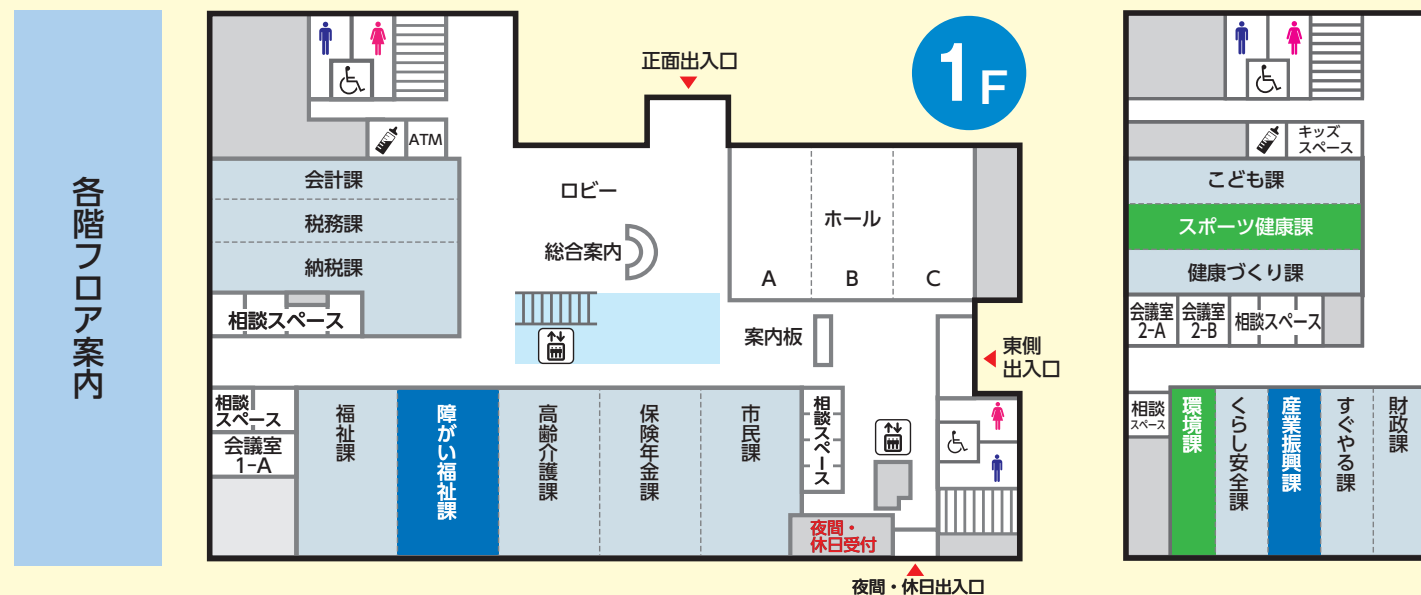 各階フロア案内
1F
正面出入口
ATM
会計課
税務課
納税課
相談スペース
ロビー
総合案内
ホール
A
B
C
案内板
東側
出入口
相談
スペース
会議室
1-A
福祉課
障がい福祉課
高齢介護課
保険年金課
市民課
相談スペース
夜間・
休日受付
夜間・休日出入口
キッズ
スペース
こども課
スポーツ健康課
健康づくり課
会議室
2-A
会議室
2-B
相談スペース
相談
スペース
環境課
くらし安全課
産業振興課
すぐやる課
財政課